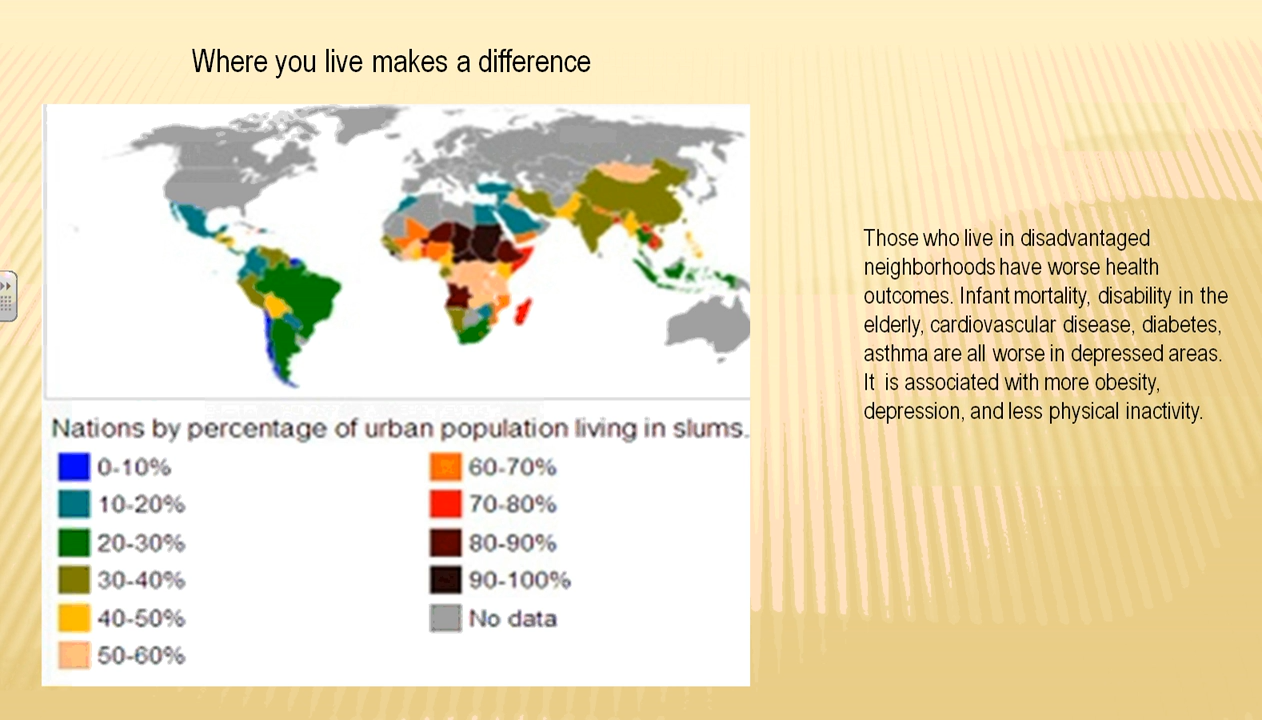 Where you live makes a difference
Those who live in disadvantaged
neighborhoods have worse health
outcomes. Infant mortality, disability in the
elderly, cardiovascular disease, diabetes,
asthma are all worse in depressed areas.
It is associated with more obesity,
depression, and less physical inactivity.
Nations by percentage of urban population living in slums.
0-10%
10-20%
20-30%
30-40%
40-50%
50-60%
60-70%
70-80%
80-90%
90-100%
No data